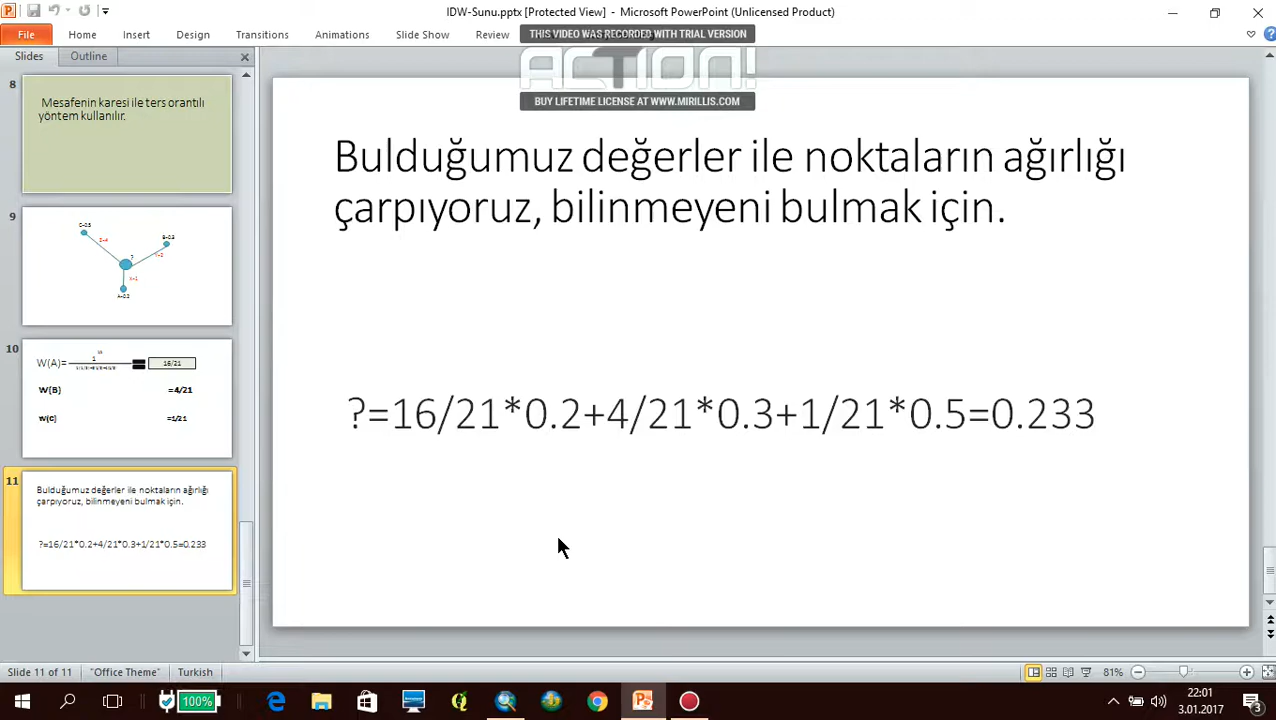 IDW-Sunu.pptx [Protected View] - Microsoft PowerPoint (Unlicensed Product)
File Home Insert Design Transitions Animations Slide Show Review
THIS VIDEO WAS RECORDED WITH TRIAL VERSION
ACTION!
BUY LIFETIME LICENSE AT WWW.MIRILLIS.COM
Slides Outline
8
Mesafenin karesi ile ters orantılı
yöntem kullanılır.
9
?
10
W(A)=
16/21
W(B) =4/21
W(C) =1/21
11
Bulduğumuz değerler ile noktaların ağırlığı
çarpıyoruz, bilinmeyeni bulmak için.
?=16/21*0.2+4/21*0.3+1/21*0.5=0.233
Bulduğumuz değerler ile noktaların ağırlığı
çarpıyoruz, bilinmeyeni bulmak için.
?=16/21*0.2+4/21*0.3+1/21*0.5=0.233
Slide 11 of 11 "Office Theme" Turkish 81%
100%
22:01
3.01.2017
3